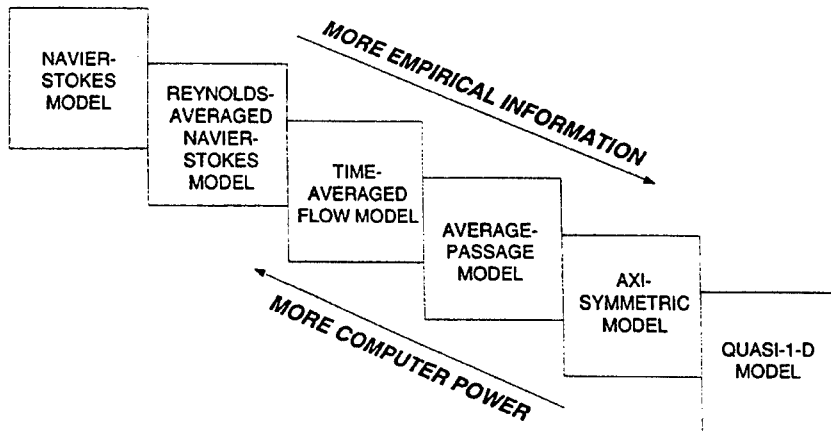 NAVIER-
STOKES
MODEL
REYNOLDS-
AVERAGED
NAVIER-
STOKES
MODEL
TIME-
AVERAGED
FLOW MODEL
AVERAGE-
PASSAGE
MODEL
AXI-
SYMMETRIC
MODEL
QUASI-1-D
MODEL
MORE EMPIRICAL INFORMATION
MORE COMPUTER POWER